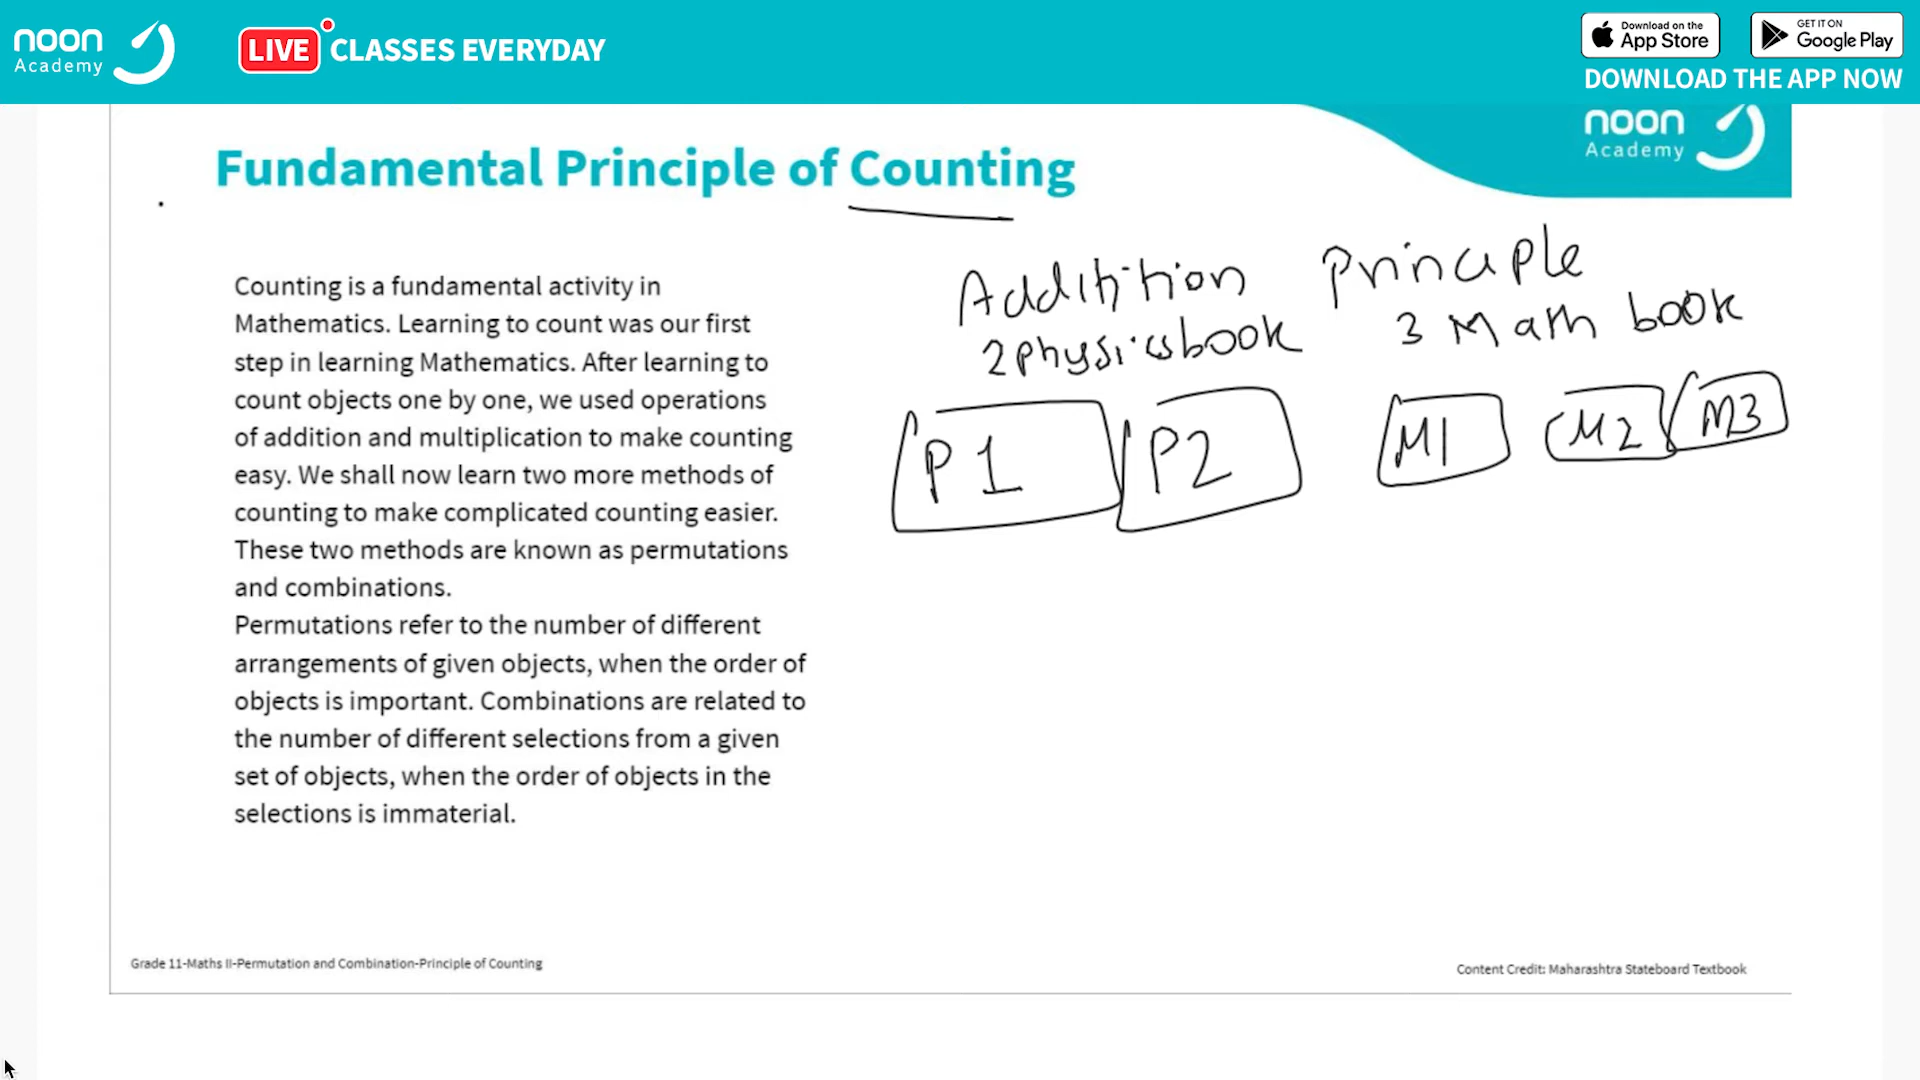 noon
Academy
LIVE CLASSES EVERYDAY
Download on the
App Store
GET IT ON
Google Play
DOWNLOAD THE APP NOW
noon
Academy
Fundamental Principle of Counting
Counting is a fundamental activity in
Mathematics. Learning to count was our first
step in learning Mathematics. After learning to
count objects one by one, we used operations
of addition and multiplication to make counting
easy. We shall now learn two more methods of
counting to make complicated counting easier.
These two methods are known as permutations
and combinations.
Permutations refer to the number of different
arrangements of given objects, when the order of
objects is important. Combinations are related to
the number of different selections from a given
set of objects, when the order of objects in the
selections is immaterial.
Addition Principle
2 Physics book 3 Math book
P1 P2 M1 M2 M3
Grade 11-Maths II-Permutation and Combination-Principle of Counting
Content Credit: Maharashtra Stateboard Textbook